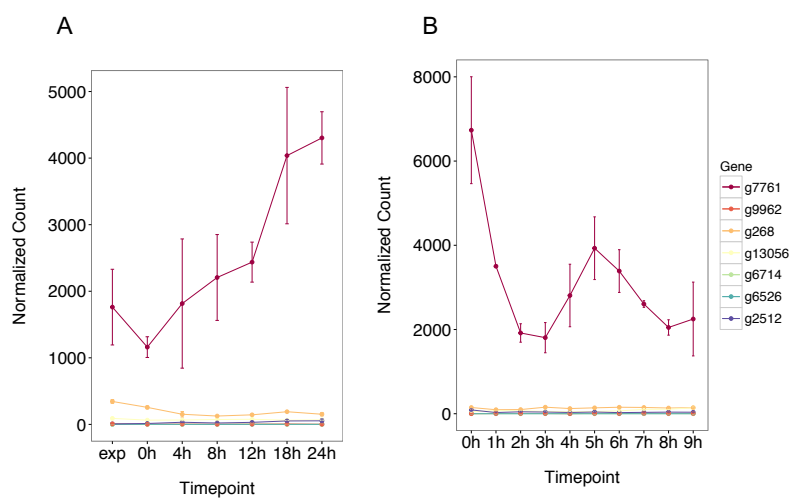 A
B
Normalized Count
5000
4000
3000
2000
1000
0
exp 0h 4h 8h 12h 18h 24h
Timepoint
Normalized Count
8000
6000
4000
2000
0
0h 1h 2h 3h 4h 5h 6h 7h 8h 9h
Timepoint
Gene
g7761
g9962
g268
g13056
g6714
g6526
g2512